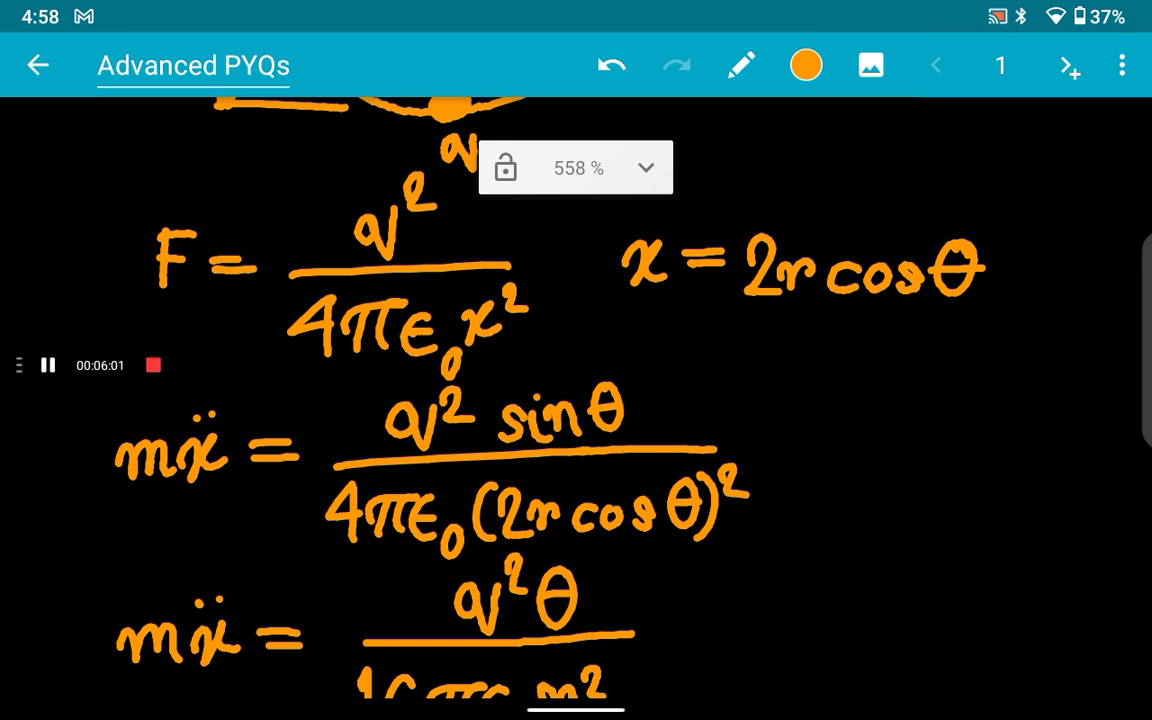 4:58 37%
Advanced PYQs 1
q
558 %
F = q² / 4πε₀x² x = 2r cosθ
00:06:01
mẍ = q² sinθ / 4πε₀(2r cosθ)²
mẍ = q²θ